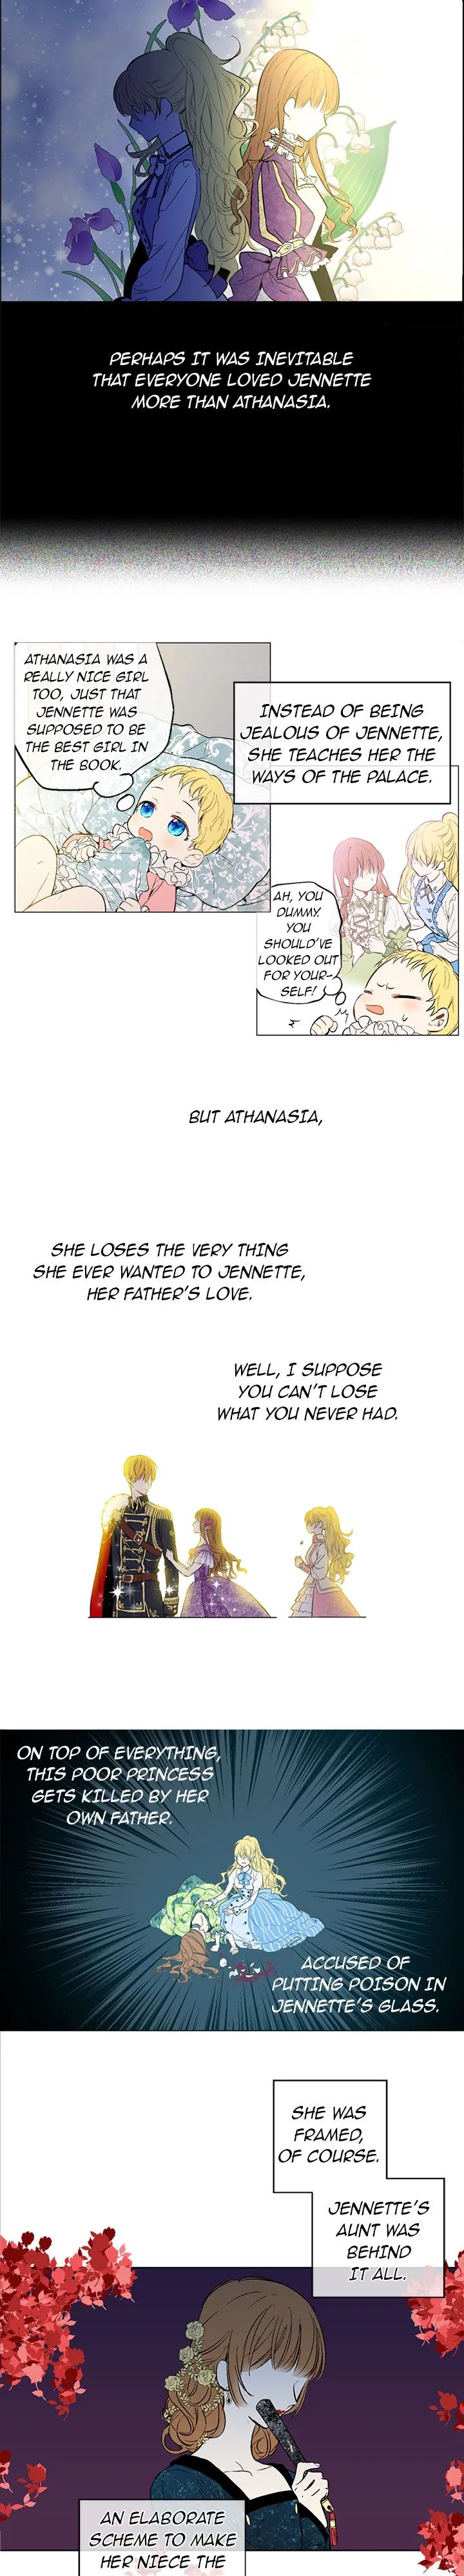 PERHAPS IT WAS INEVITABLE
THAT EVERYONE LOVED JENNETTE
MORE THAN ATHANASIA.
ATHANASIA WAS A
REALLY NICE GIRL
TOO, JUST THAT
JENNETTE WAS
SUPPOSED TO BE
THE BEST GIRL IN
THE BOOK.
INSTEAD OF BEING
JEALOUS OF JENNETTE,
SHE TEACHES HER THE
WAYS OF THE PALACE.
AH, YOU
DUMMY.
YOU
SHOULD'VE
LOOKED OUT
FOR YOUR-
SELF!
BUT ATHANASIA,
SHE LOSES THE VERY THING
SHE EVER WANTED TO JENNETTE,
HER FATHER'S LOVE.
WELL, I SUPPOSE
YOU CAN'T LOSE
WHAT YOU NEVER HAD.
ON TOP OF EVERYTHING,
THIS POOR PRINCESS
GETS KILLED BY HER
OWN FATHER.
ACCUSED OF
PUTTING POISON IN
JENNETTE'S GLASS.
SHE WAS
FRAMED,
OF COURSE.
JENNETTE'S
AUNT WAS
BEHIND
IT ALL.
AN ELABORATE
SCHEME TO MAKE
HER NIECE THE